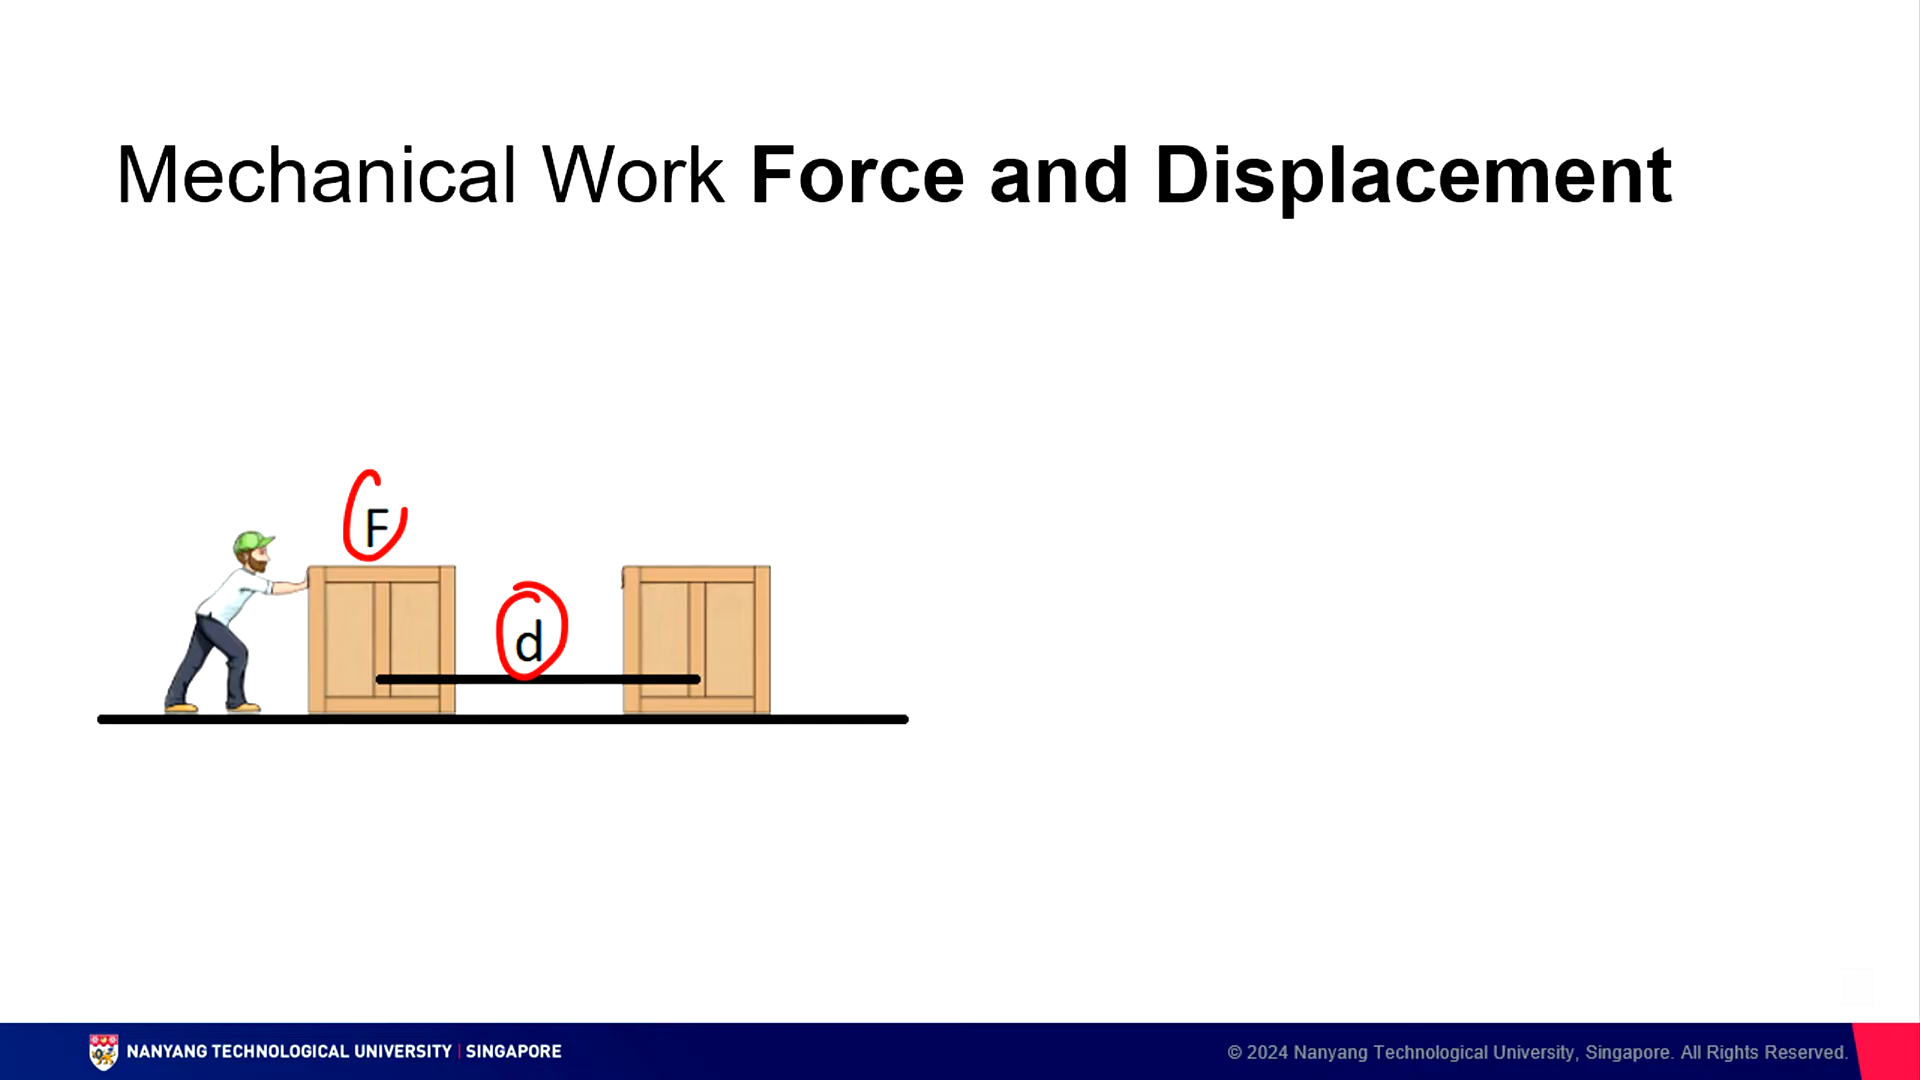 Mechanical Work Force and Displacement
F
d
NANYANG TECHNOLOGICAL UNIVERSITY | SINGAPORE
© 2024 Nanyang Technological University, Singapore. All Rights Reserved.